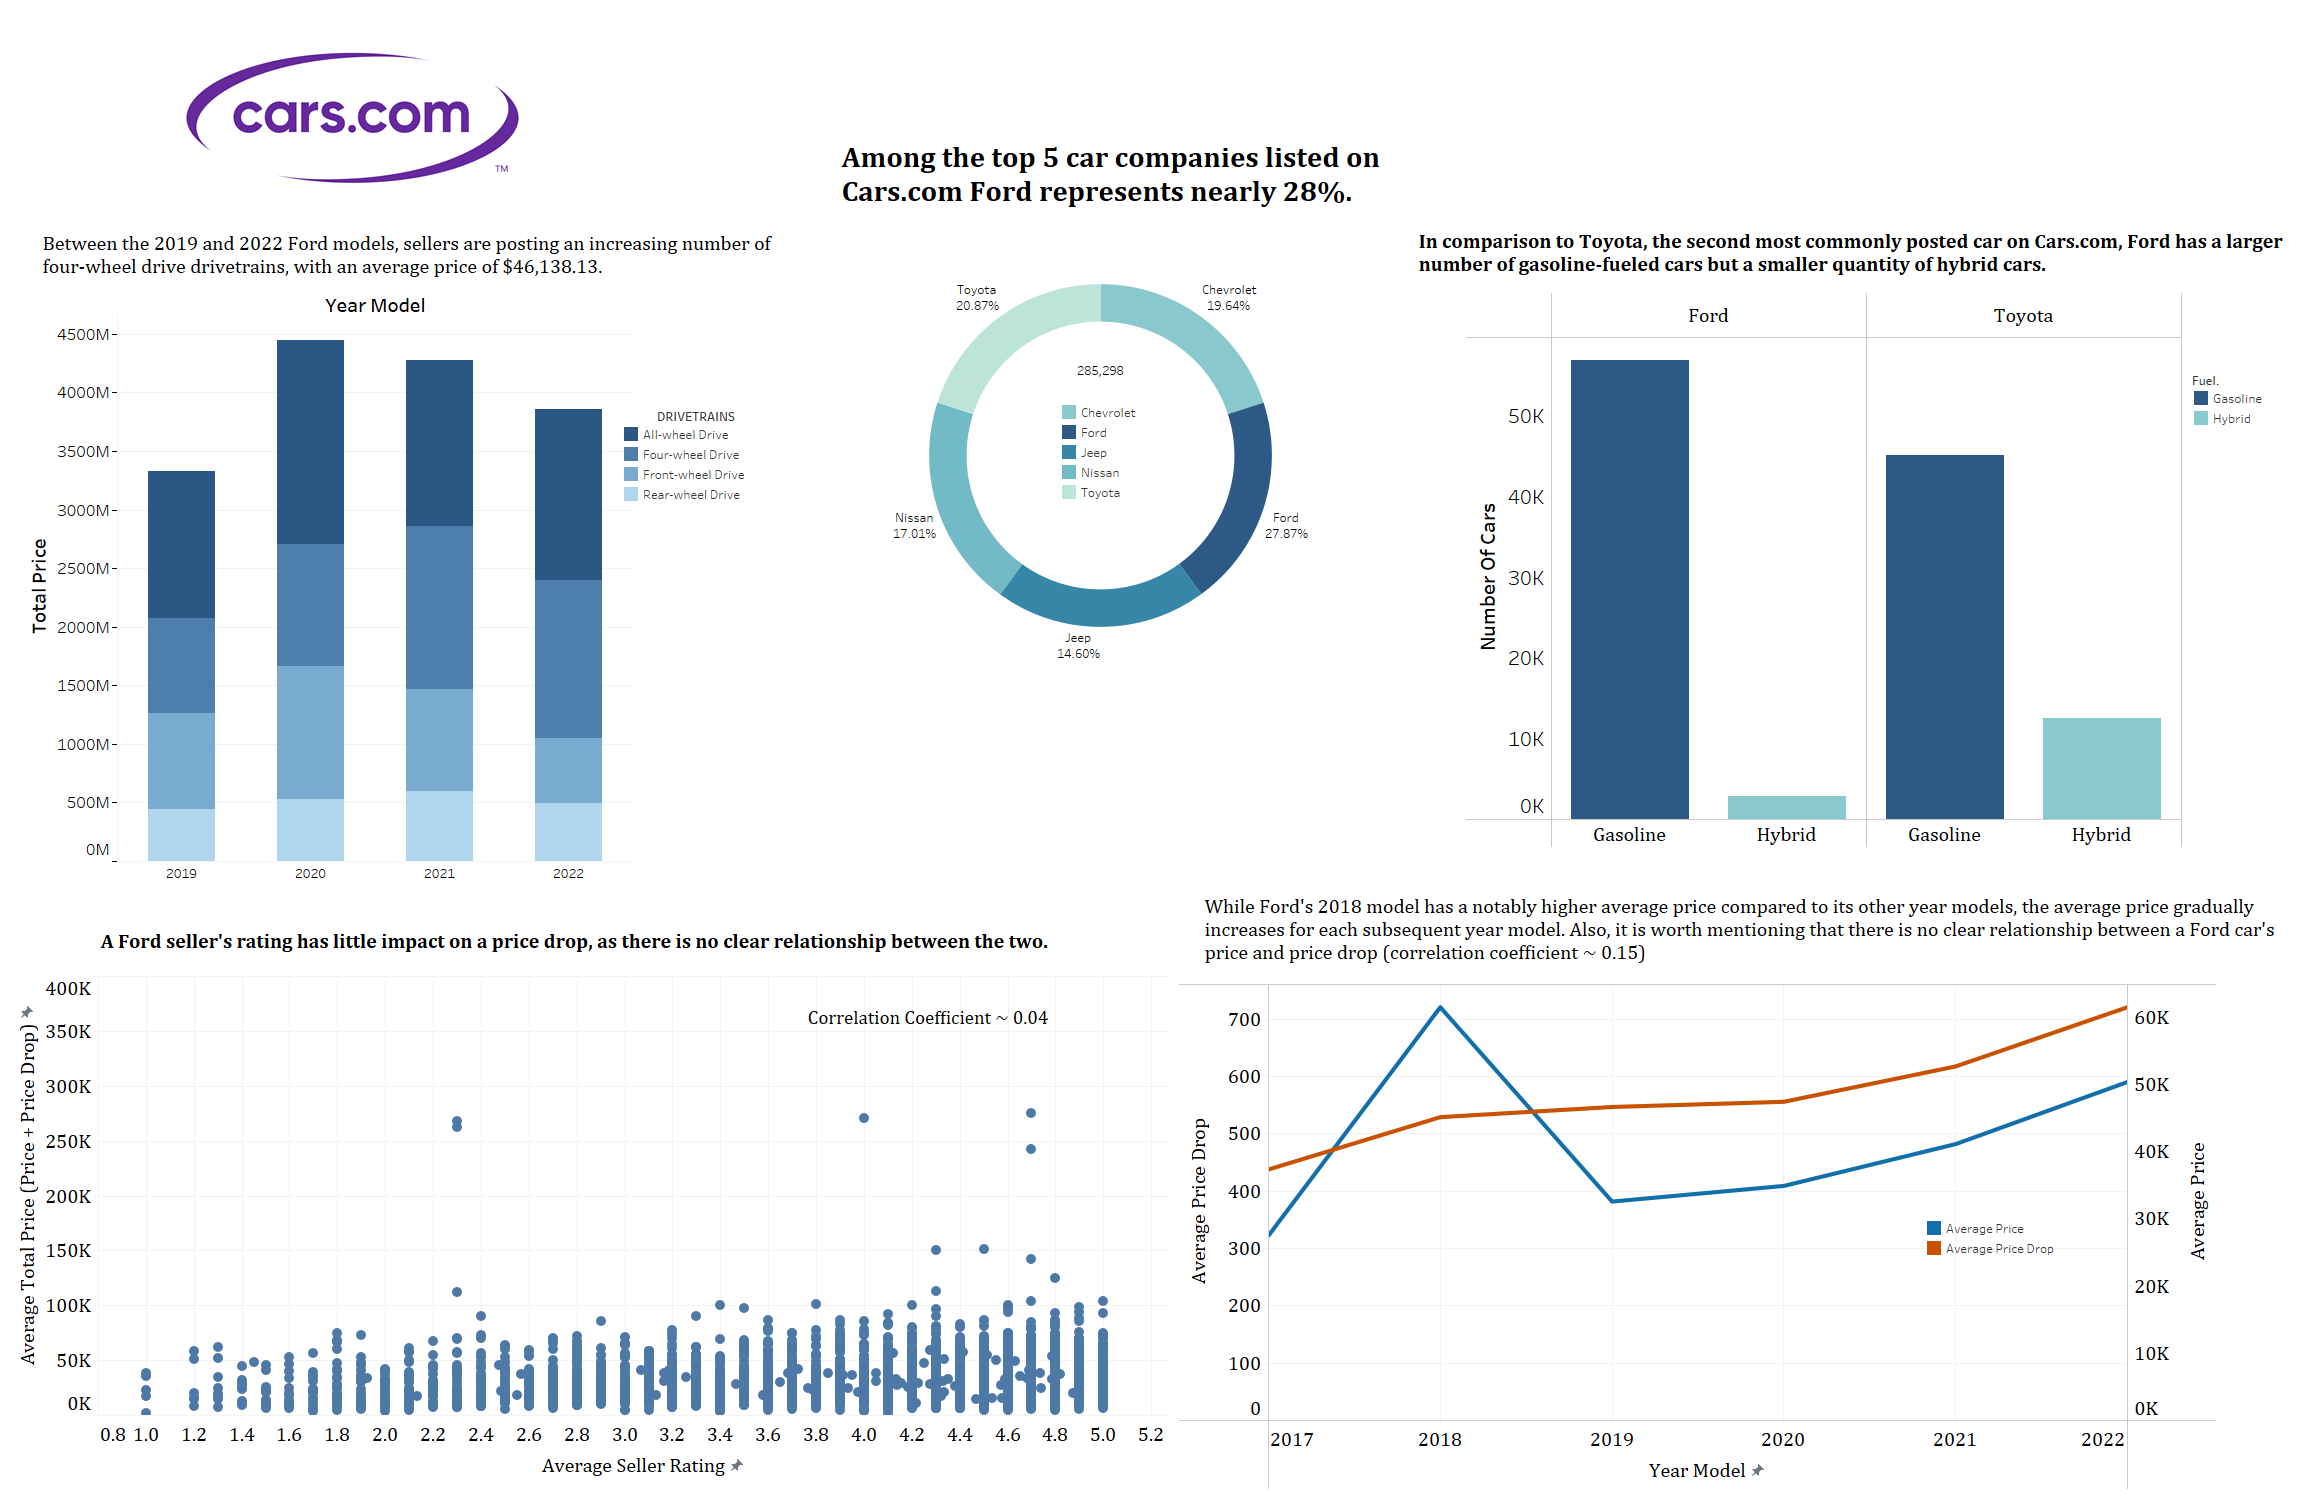 cars.com
TM
Among the top 5 car companies listed on
Cars.com Ford represents nearly 28%.
Between the 2019 and 2022 Ford models, sellers are posting an increasing number of
four-wheel drive drivetrains, with an average price of $46,138.13.
Year Model
Total Price
4500M
4000M
3500M
3000M
2500M
2000M
1500M
1000M
500M
0M
2019
2020
2021
2022
DRIVETRAINS
All-wheel Drive
Four-wheel Drive
Front-wheel Drive
Rear-wheel Drive
Toyota
20.87%
Chevrolet
19.64%
285,298
Chevrolet
Ford
Jeep
Nissan
Toyota
Nissan
17.01%
Ford
27.87%
Jeep
14.60%
In comparison to Toyota, the second most commonly posted car on Cars.com, Ford has a larger
number of gasoline-fueled cars but a smaller quantity of hybrid cars.
Ford
Toyota
Number Of Cars
50K
40K
30K
20K
10K
0K
Gasoline
Hybrid
Gasoline
Hybrid
Fuel.
Gasoline
Hybrid
A Ford seller's rating has little impact on a price drop, as there is no clear relationship between the two.
Average Total Price (Price + Price Drop)
400K
350K
300K
250K
200K
150K
100K
50K
0K
Correlation Coefficient ~ 0.04
0.8 1.0 1.2 1.4 1.6 1.8 2.0 2.2 2.4 2.6 2.8 3.0 3.2 3.4 3.6 3.8 4.0 4.2 4.4 4.6 4.8 5.0 5.2
Average Seller Rating
While Ford's 2018 model has a notably higher average price compared to its other year models, the average price gradually
increases for each subsequent year model. Also, it is worth mentioning that there is no clear relationship between a Ford car's
price and price drop (correlation coefficient ~ 0.15)
Average Price Drop
700
600
500
400
300
200
100
0
60K
50K
40K
30K
20K
10K
0K
Average Price
Average Price
Average Price Drop
2017
2018
2019
2020
2021
2022
Year Model